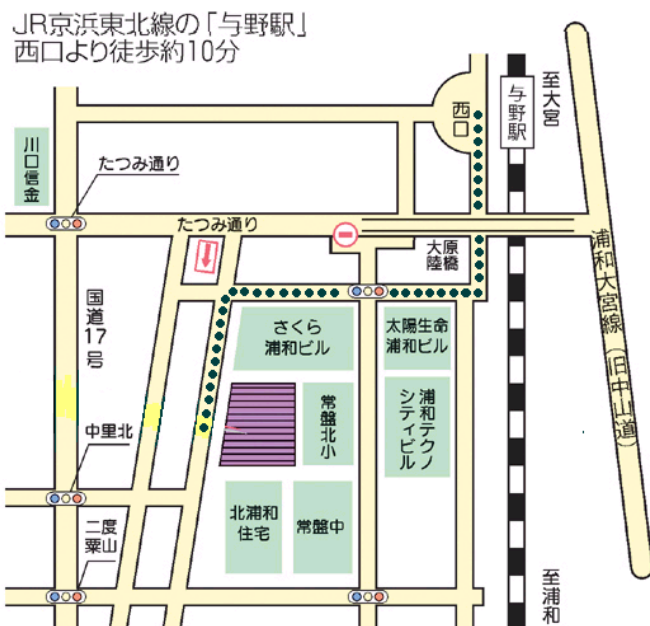 JR京浜東北線の「与野駅」
西口より徒歩約10分
至大宮
与野駅
西口
川口信金
たつみ通り
たつみ通り
大原
陸橋
浦和大宮線(旧中山道)
国道17号
さくら
浦和ビル
太陽生命
浦和ビル
常盤北小
浦和テクノ
シティビル
中里北
北浦和
住宅
常盤中
二度
栗山
至浦和